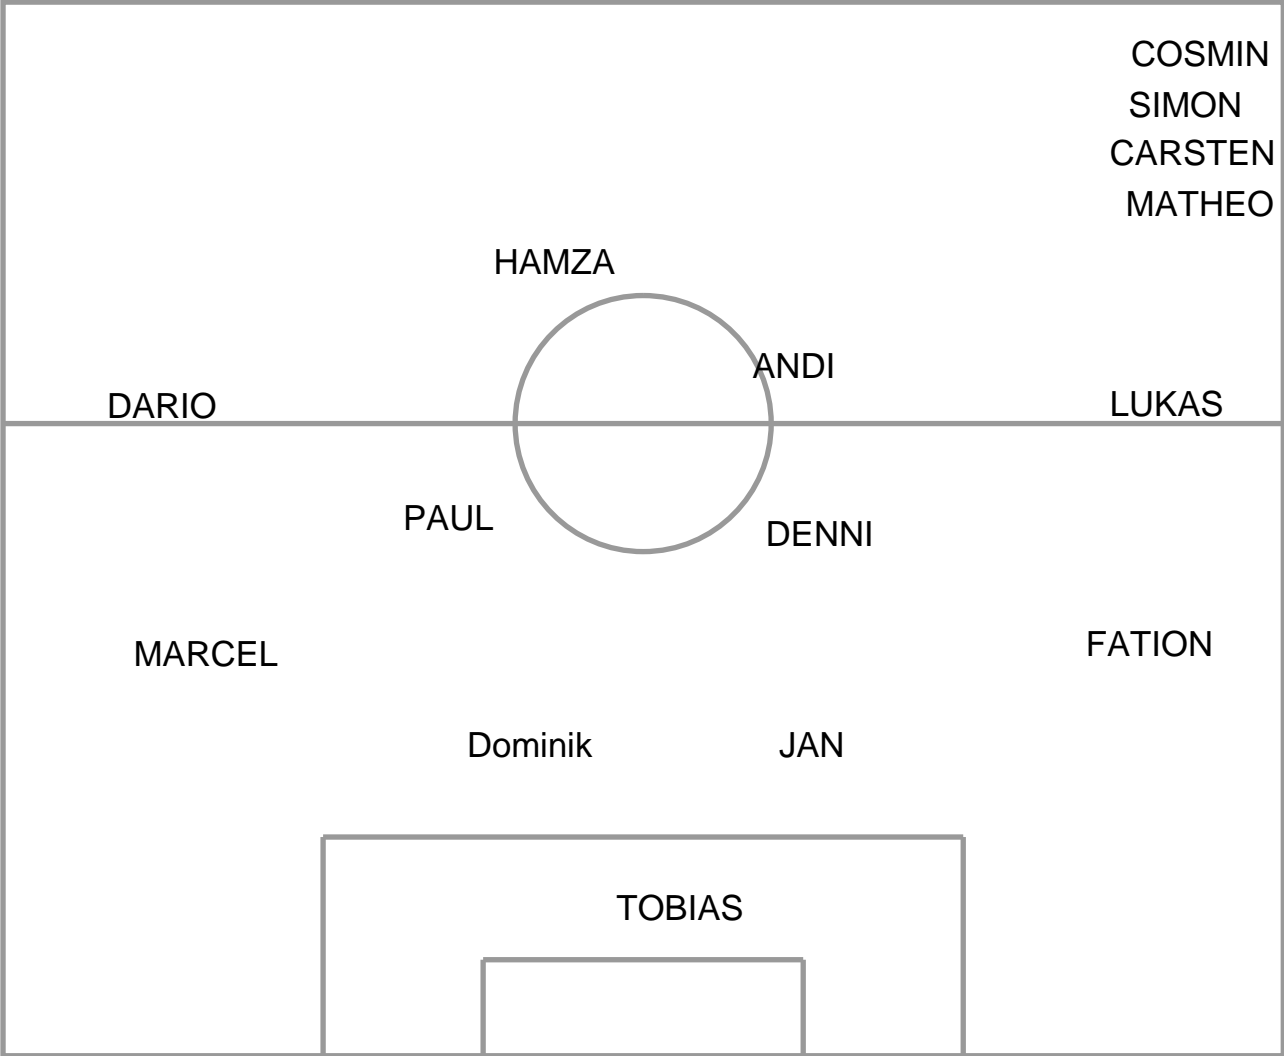 COSMIN
SIMON
CARSTEN
MATHEO
HAMZA
ANDI
DARIO
LUKAS
PAUL
DENNI
MARCEL
FATION
Dominik
JAN
TOBIAS